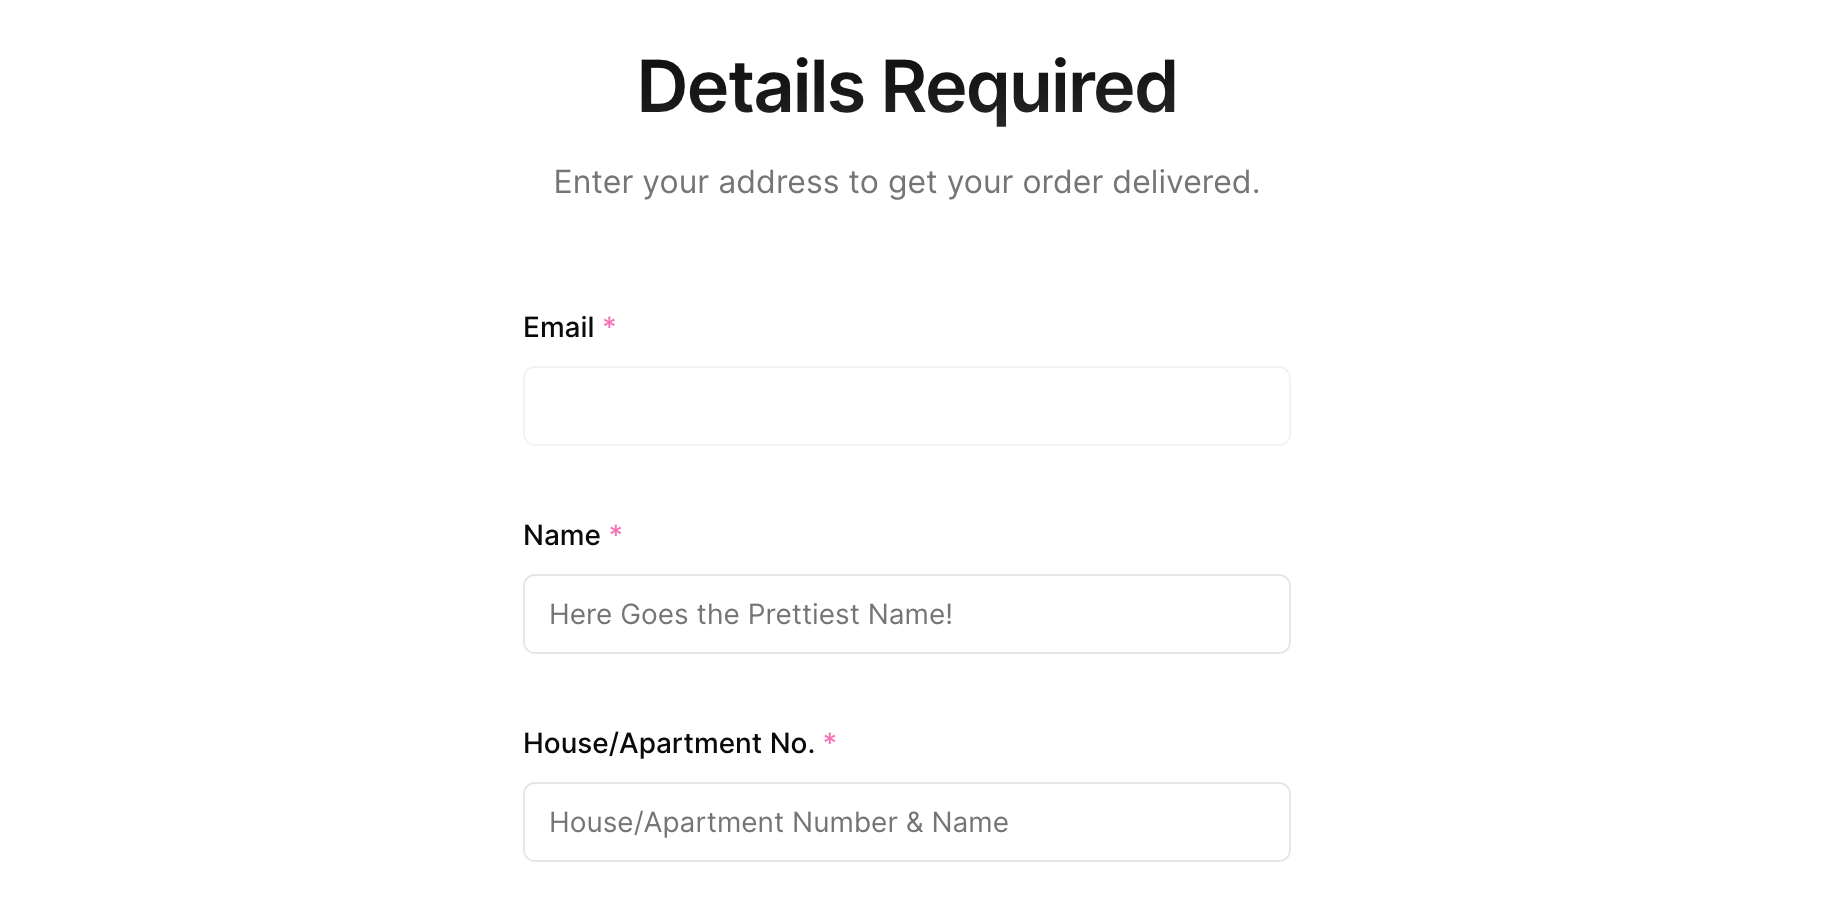 Details Required
Enter your address to get your order delivered.
Email *
Name *
Here Goes the Prettiest Name!
House/Apartment No. *
House/Apartment Number & Name